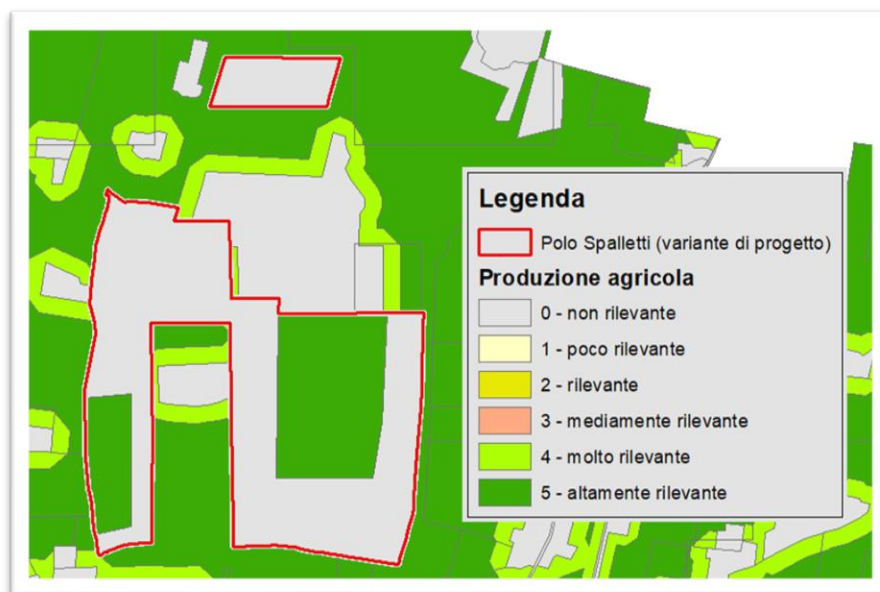 Legenda
Polo Spalletti (variante di progetto)
Produzione agricola
0 - non rilevante
1 - poco rilevante
2 - rilevante
3 - mediamente rilevante
4 - molto rilevante
5 - altamente rilevante